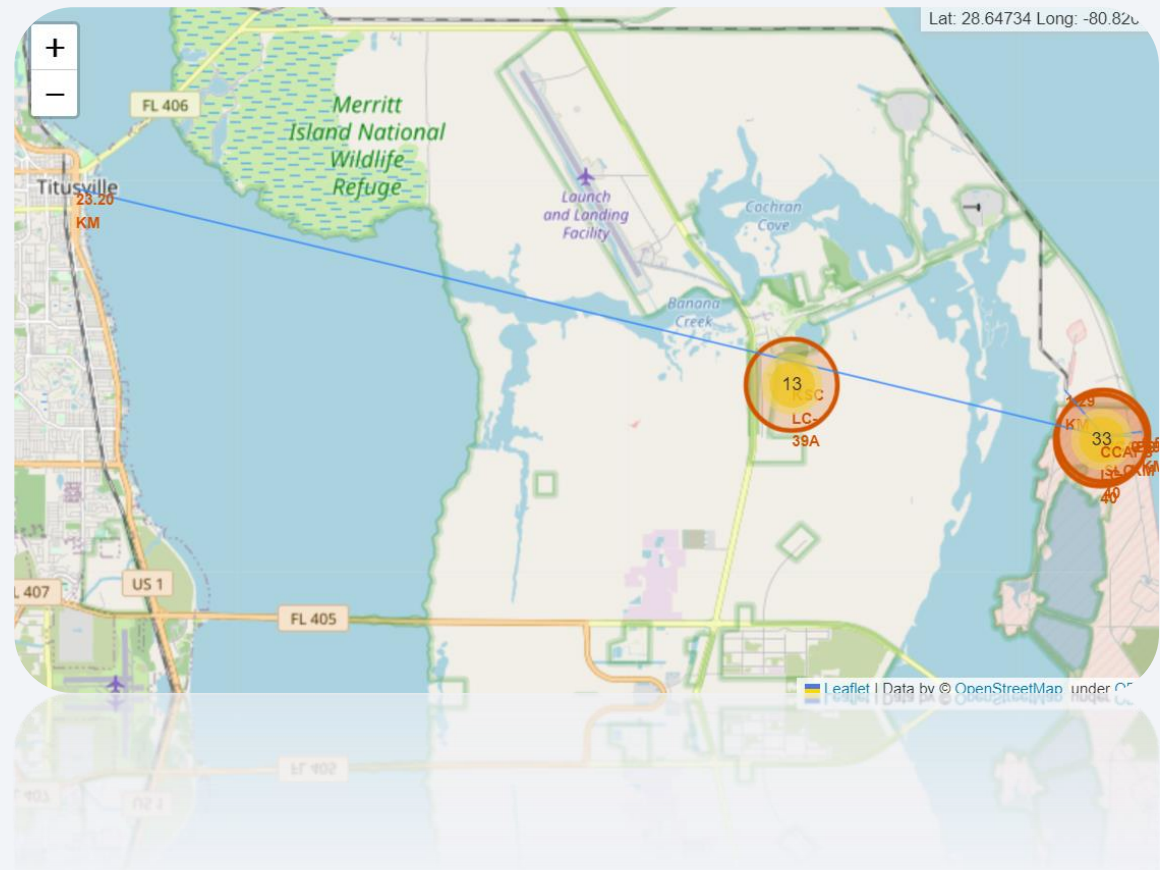 Lat: 28.64734 Long: -80.82
+
−
FL 406
Merritt
Island National
Wildlife
Refuge
Titusville
23.20
KM
Launch
and Landing
Facility
Cochran
Cove
Banana
Creek
13
KSC
LC-
39A
KM
33
40
L 407
US 1
FL 405
Leaflet | Data by © OpenStreetMap, under